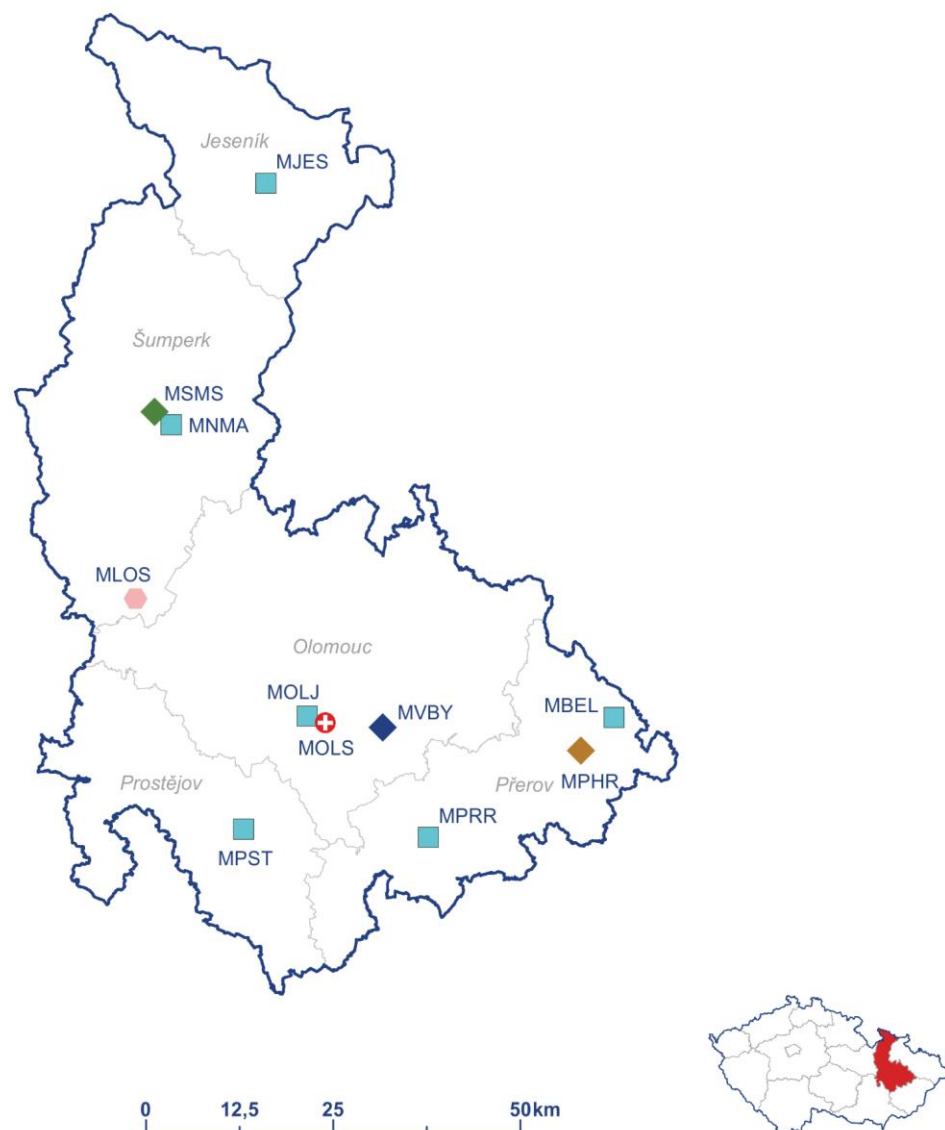 Jeseník
MJES
Šumperk
MSMS
MNMA
MLOS
Olomouc
MOLJ
MVBY
MBEL
MOLS
Prostějov
Přerov
MPHR
MPRR
MPST
0 12,5 25 50km